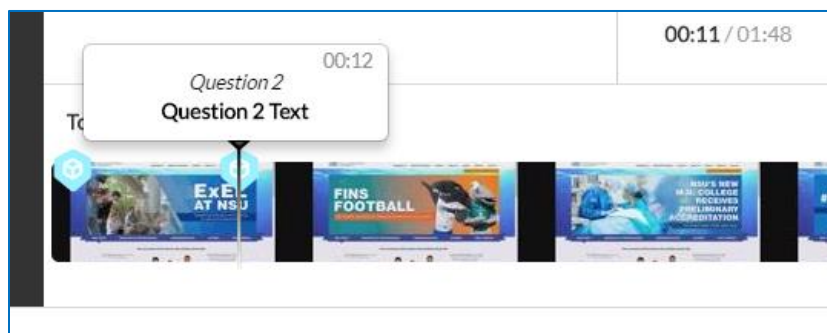 00:11 / 01:48
00:12
Question 2
Question 2 Text
To
ExEL
AT NSU
FINS
FOOTBALL
NSU'S NEW
M.D. COLLEGE
RECEIVES
PRELIMINARY
ACCREDITATION